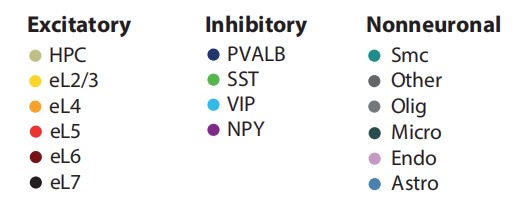 Excitatory
HPC
eL2/3
eL4
eL5
eL6
eL7
Inhibitory
PVALB
SST
VIP
NPY
Nonneuronal
Smc
Other
Olig
Micro
Endo
Astro